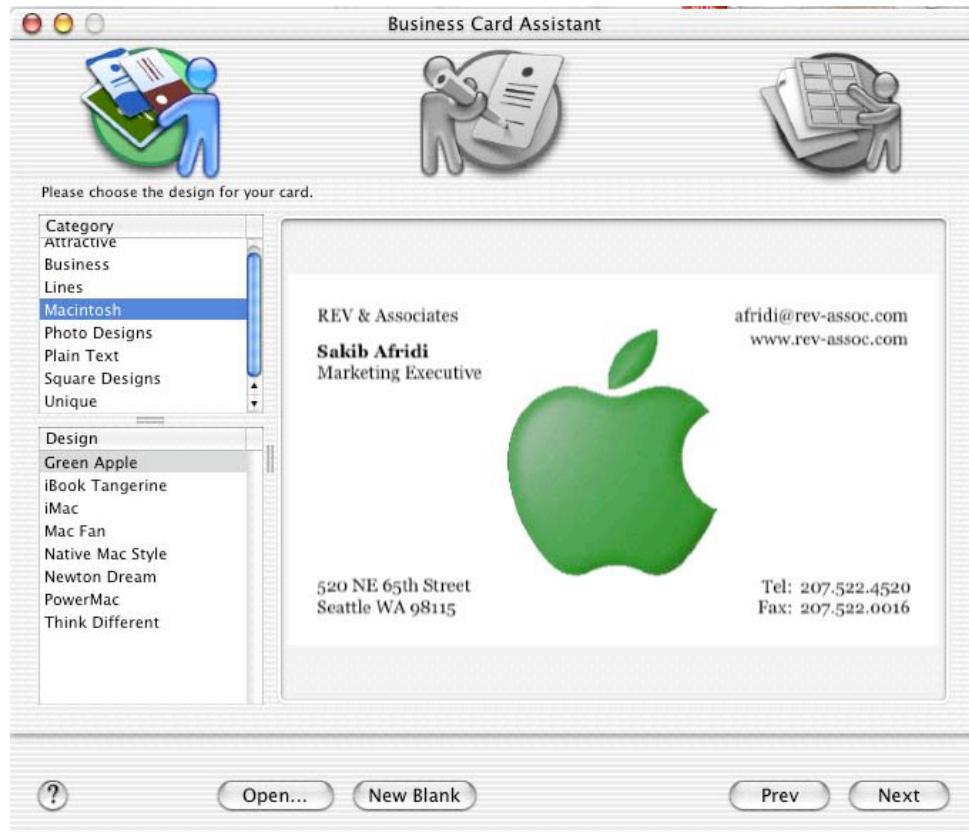 Business Card Assistant
Please choose the design for your card.
Category
Attractive
Business
Lines
Macintosh
Photo Designs
Plain Text
Square Designs
Unique
Design
Green Apple
iBook Tangerine
iMac
Mac Fan
Native Mac Style
Newton Dream
PowerMac
Think Different
REV & Associates
Sakib Afridi
Marketing Executive
afridi@rev-assoc.com
www.rev-assoc.com
520 NE 65th Street
Seattle WA 98115
Tel: 207.522.4520
Fax: 207.522.0016
?
Open...
New Blank
Prev
Next